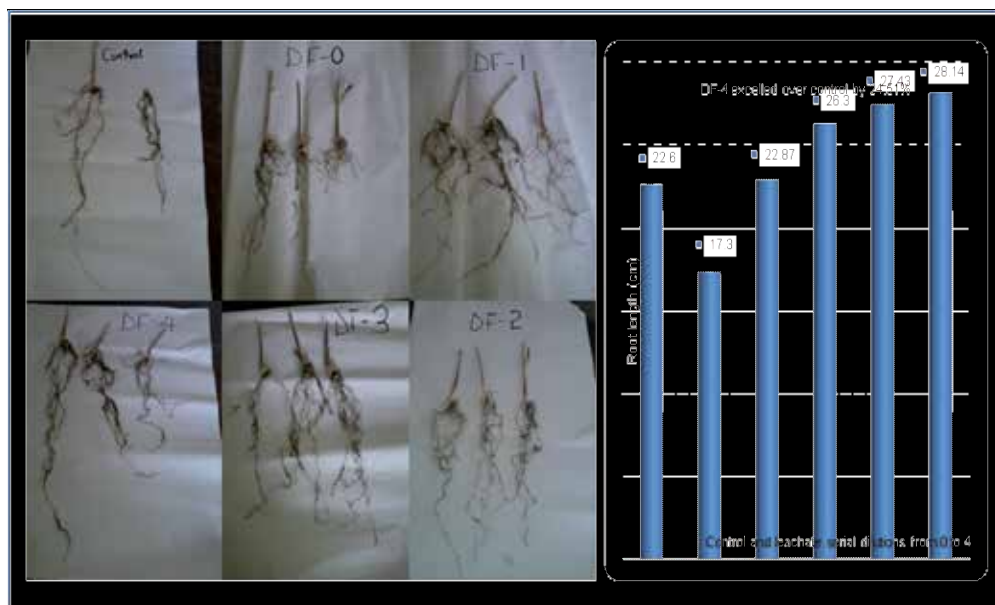 Control
DF-0
DF-1
DF-4
DF-3
DF-2
DF-4 excelled over control by 24.51%
22.6
17.3
22.87
26.3
27.43
28.14
Root length (cm)
Control and leachate serial dilutions from 0 to 4